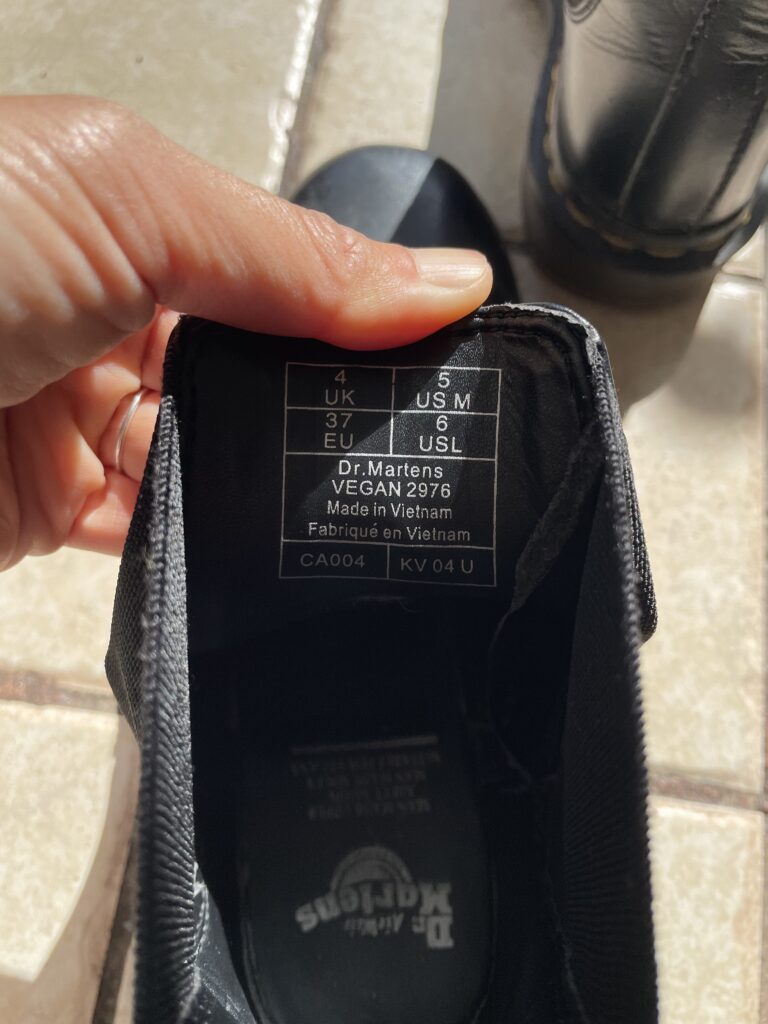 4 UK
5 US M
37 EU
6 USL
Dr.Martens
VEGAN 2976
Made in Vietnam
Fabriqué en Vietnam
CA004
KV 04 U
Dr. Martens
AirWair